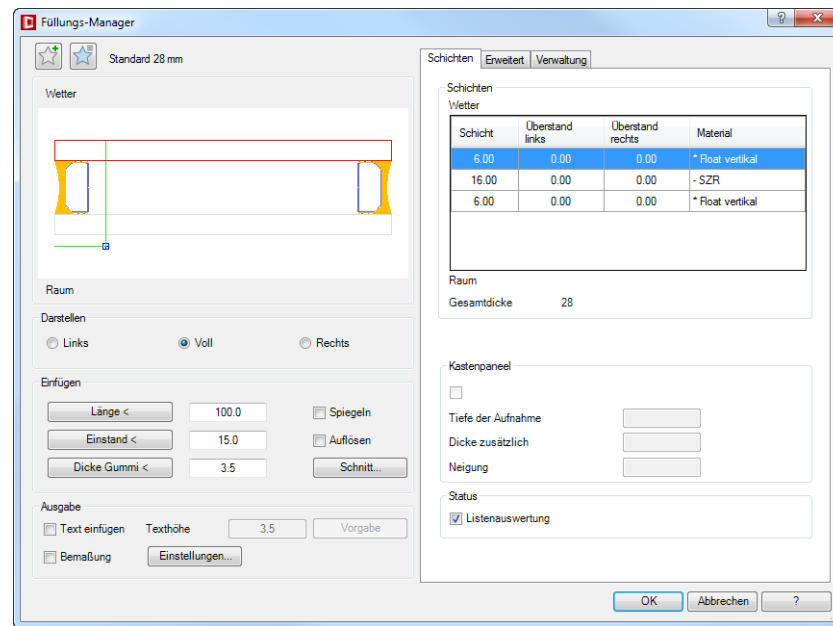 Füllungs-Manager
? X
Standard 28 mm
Wetter
Raum
Darstellen
Links Voll Rechts
Einfügen
Länge < 100.0 Spiegeln
Einstand < 15.0 Auflösen
Dicke Gummi < 3.5 Schnitt...
Ausgabe
Text einfügen Texthöhe 3.5 Vorgabe
Bemaßung Einstellungen...
Schichten Erweitert Verwaltung
Schichten
Wetter
Schicht Überstand links Überstand rechts Material
6.00 0.00 0.00 * Float vertikal
16.00 0.00 0.00 - SZR
6.00 0.00 0.00 * Float vertikal
Raum
Gesamtdicke 28
Kastenpaneel
Tiefe der Aufnahme
Dicke zusätzlich
Neigung
Status
Listenauswertung
OK Abbrechen ?